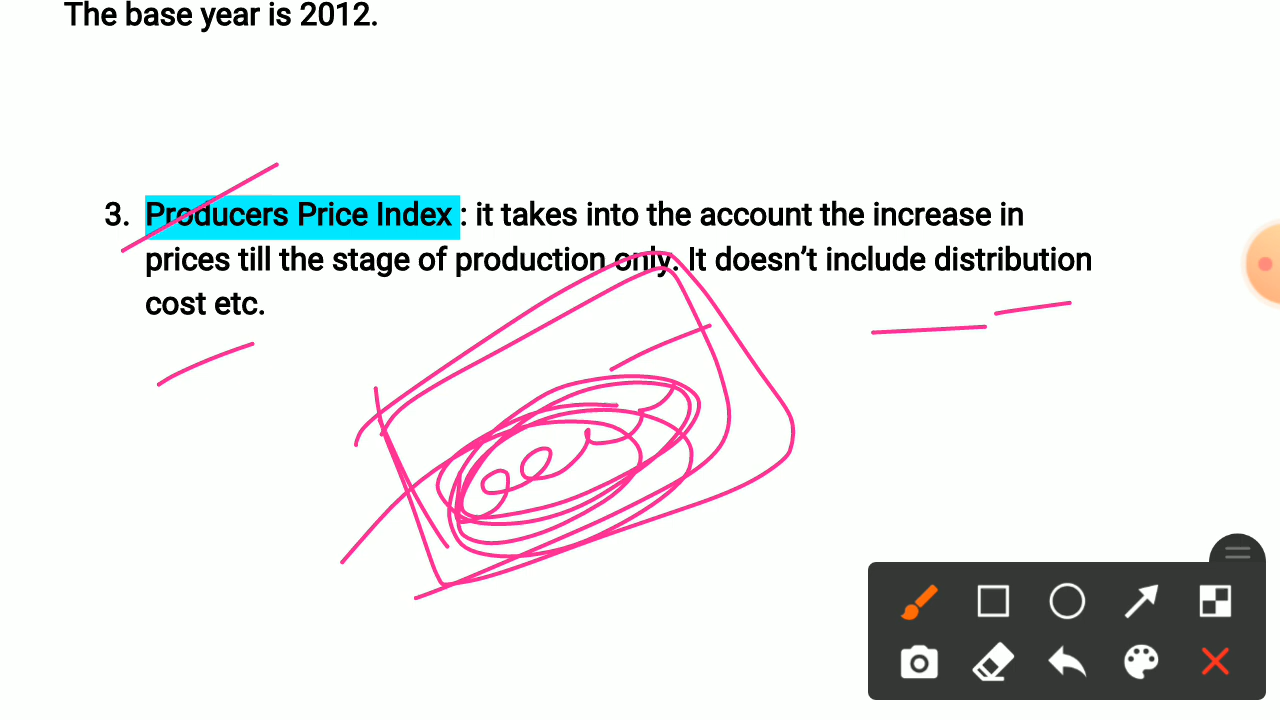 The base year is 2012.
3. Producers Price Index : it takes into the account the increase in
prices till the stage of production only. It doesn’t include distribution
cost etc.